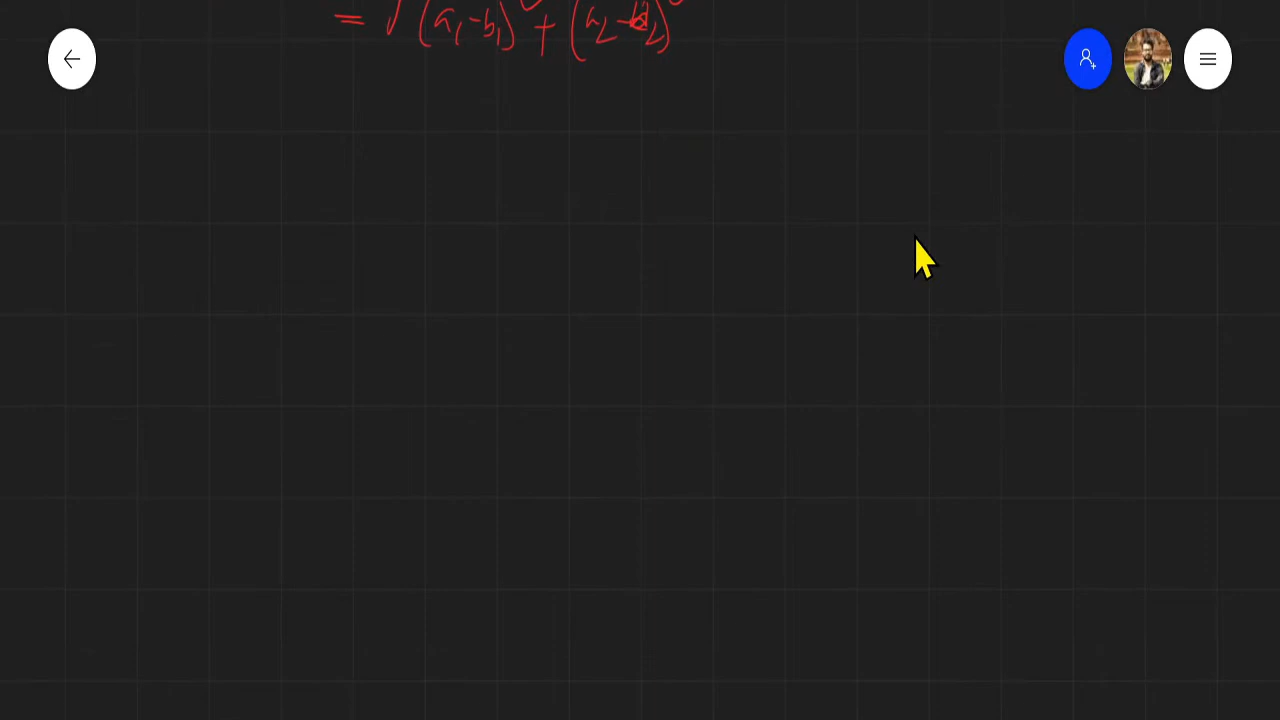 = √(a₁-b₁)² + (a₂-b₂)²